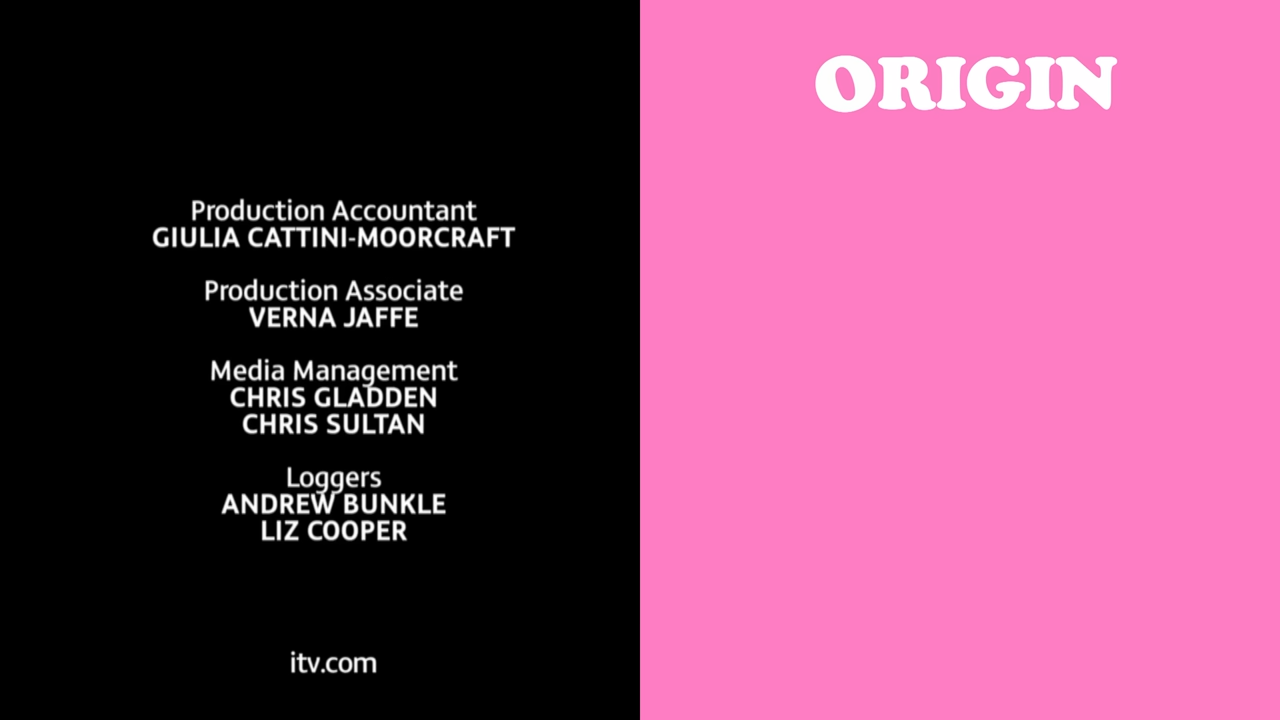 Production Accountant
GIULIA CATTINI-MOORCRAFT
Production Associate
VERNA JAFFE
Media Management
CHRIS GLADDEN
CHRIS SULTAN
Loggers
ANDREW BUNKLE
LIZ COOPER
itv.com
ORIGIN